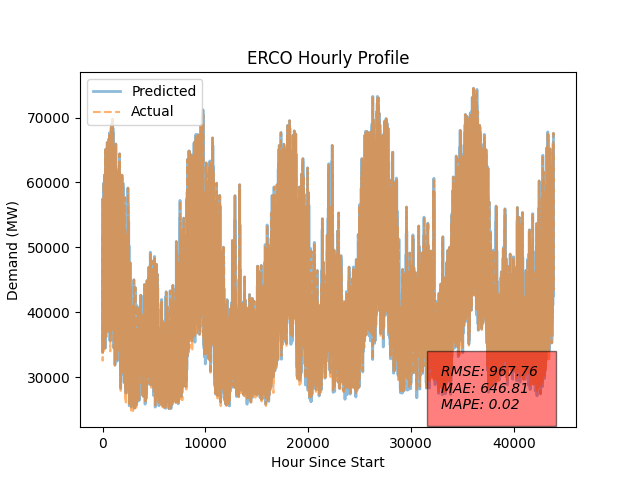 ERCO Hourly Profile
Predicted
Actual
Demand (MW)
70000
60000
50000
40000
30000
RMSE: 967.76
MAE: 646.81
MAPE: 0.02
0
10000
20000
30000
40000
Hour Since Start